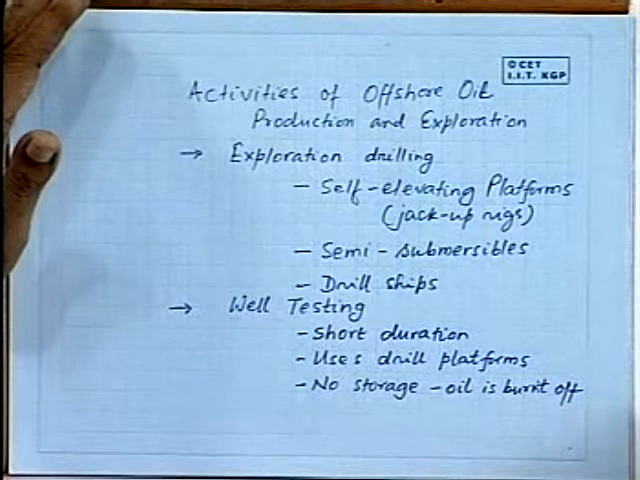 © CET
I.I.T. KGP
Activities of Offshore Oil
Production and Exploration
→ Exploration drilling
- Self-elevating Platforms
(jack-up rigs)
- Semi-submersibles
- Drill ships
→ Well Testing
- Short duration
- Uses drill platforms
- No storage - oil is burnt off